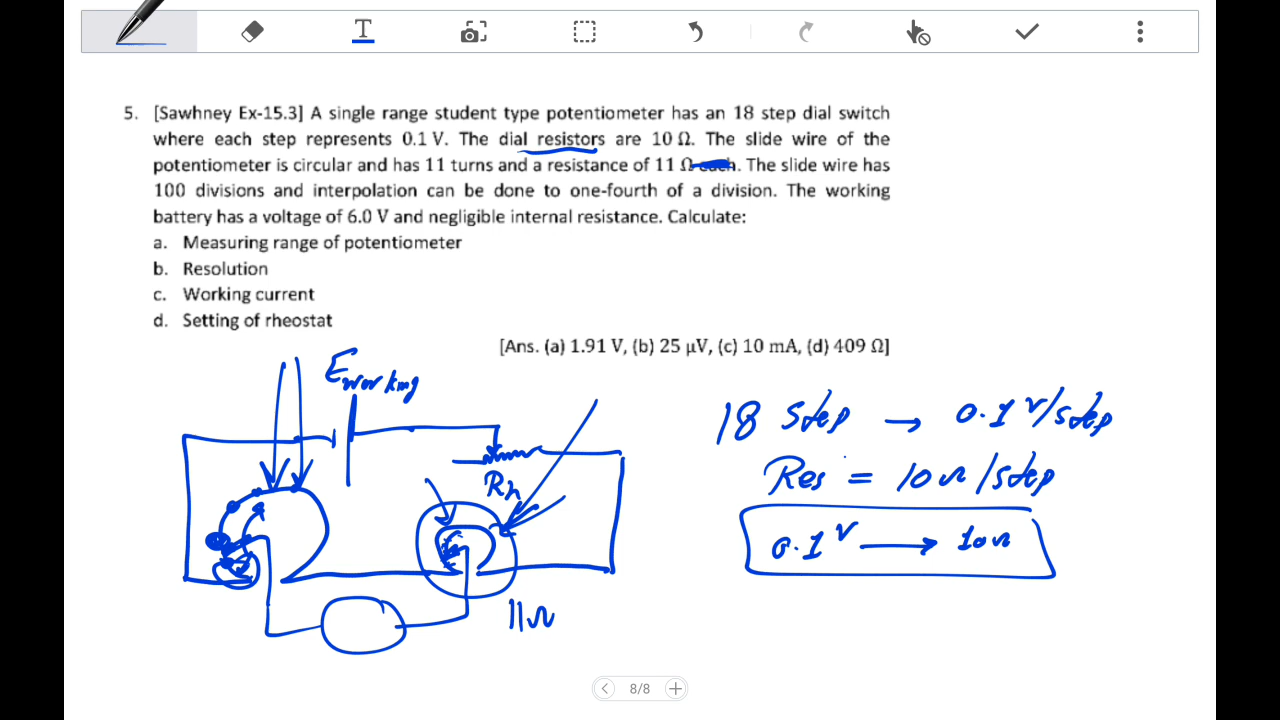 T
5. [Sawhney Ex-15.3] A single range student type potentiometer has an 18 step dial switch
where each step represents 0.1 V. The dial resistors are 10 Ω. The slide wire of the
potentiometer is circular and has 11 turns and a resistance of 11 Ω each. The slide wire has
100 divisions and interpolation can be done to one-fourth of a division. The working
battery has a voltage of 6.0 V and negligible internal resistance. Calculate:
a. Measuring range of potentiometer
b. Resolution
c. Working current
d. Setting of rheostat
[Ans. (a) 1.91 V, (b) 25 μV, (c) 10 mA, (d) 409 Ω]
Eworking
Rh
11Ω
18 Step → 0.1 V/step
Res = 10Ω/step
0.1 V → 10Ω
8/8